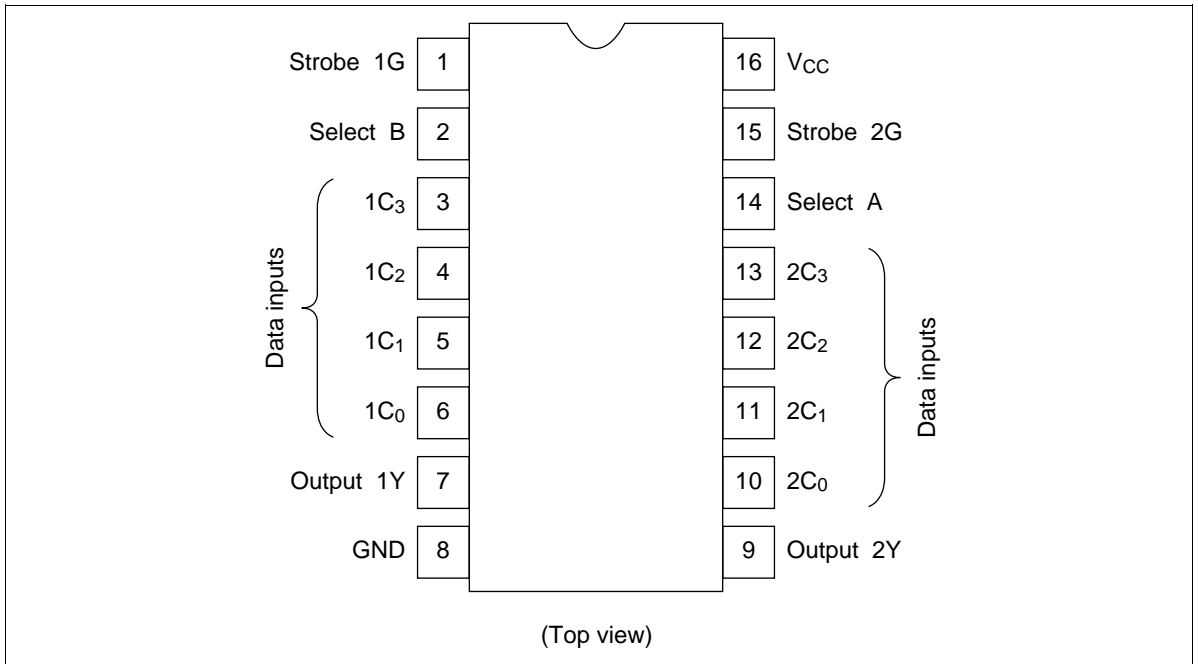 Strobe 1G 1
Select B 2
1C3 3
1C2 4
1C1 5
1C0 6
Output 1Y 7
GND 8
Data inputs
16 VCC
15 Strobe 2G
14 Select A
13 2C3
12 2C2
11 2C1
10 2C0
9 Output 2Y
Data inputs
(Top view)